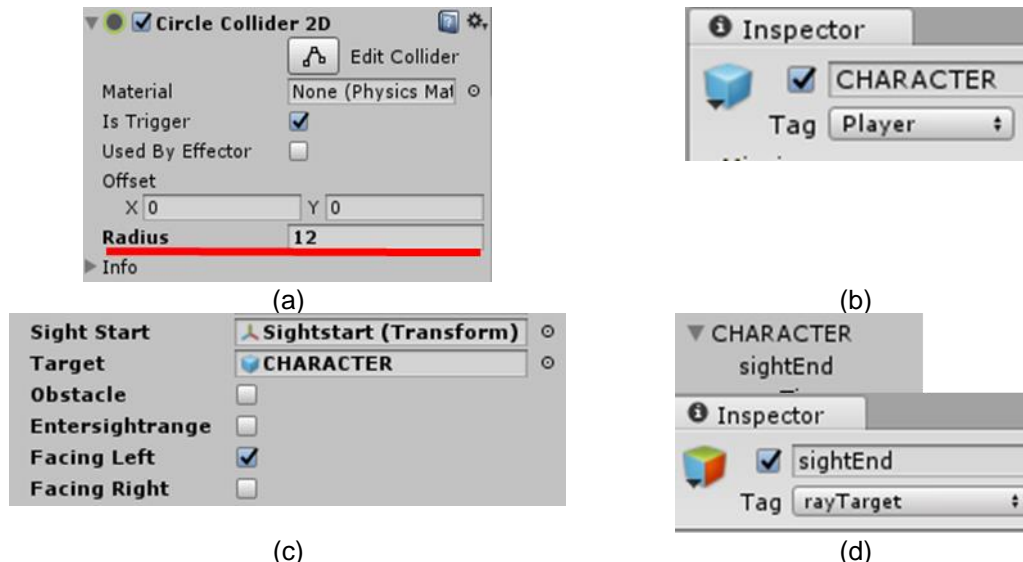 Circle Collider 2D
Edit Collider
Material None (Physics Mat
Is Trigger
Used By Effector
Offset
X 0 Y 0
Radius 12
Info
(a)
Inspector
CHARACTER
Tag Player
(b)
Sight Start Sightstart (Transform)
Target CHARACTER
Obstacle
Entersightrange
Facing Left
Facing Right
(c)
CHARACTER
sightEnd
Inspector
sightEnd
Tag rayTarget
(d)